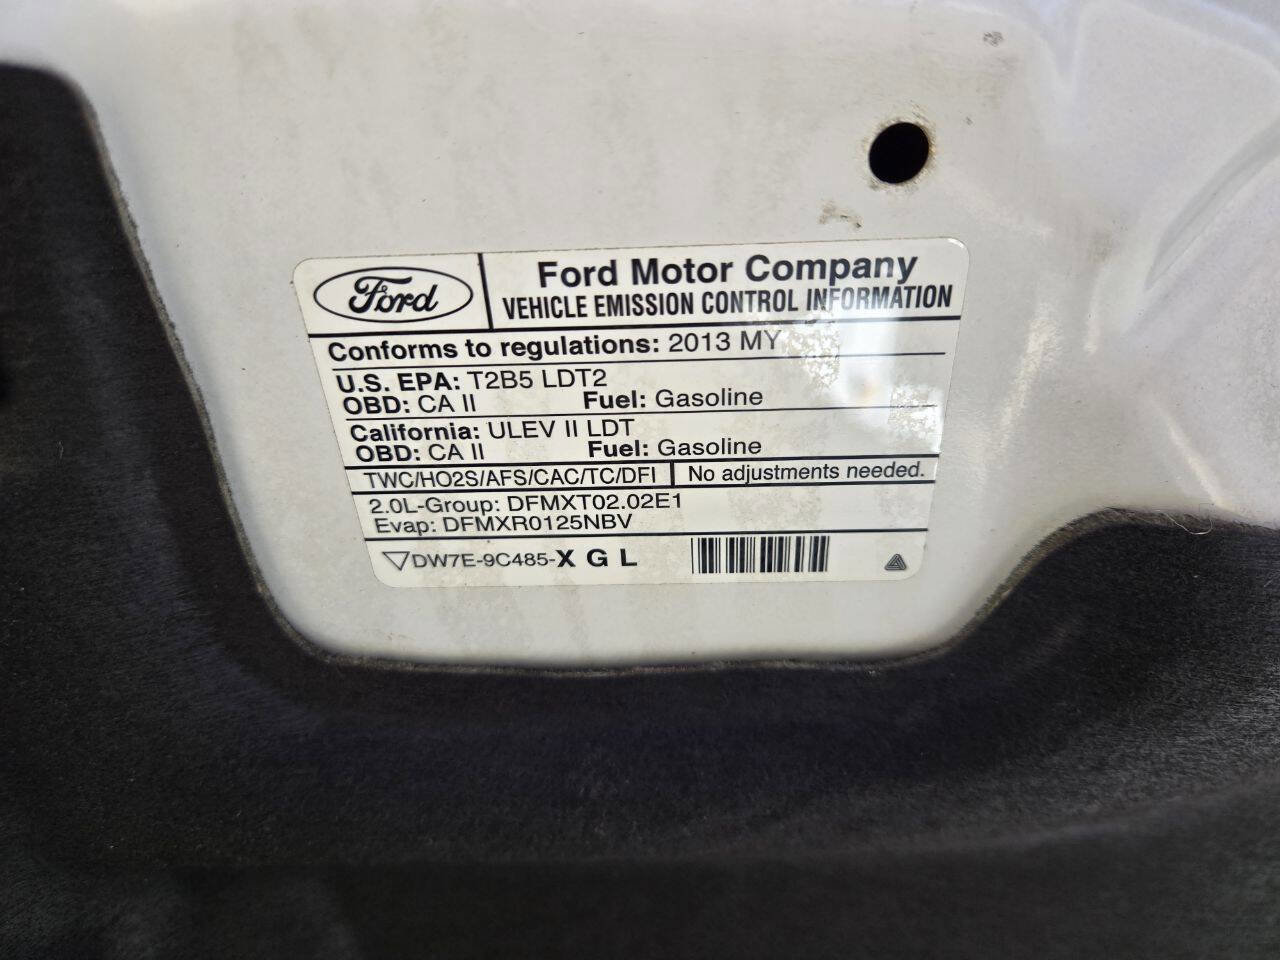 Ford
Ford Motor Company
VEHICLE EMISSION CONTROL INFORMATION
Conforms to regulations: 2013 MY
U.S. EPA: T2B5 LDT2
OBD: CA II Fuel: Gasoline
California: ULEV II LDT
OBD: CA II Fuel: Gasoline
TWC/HO2S/AFS/CAC/TC/DFI No adjustments needed.
2.0L-Group: DFMXT02.02E1
Evap: DFMXR0125NBV
DW7E-9C485-X G L